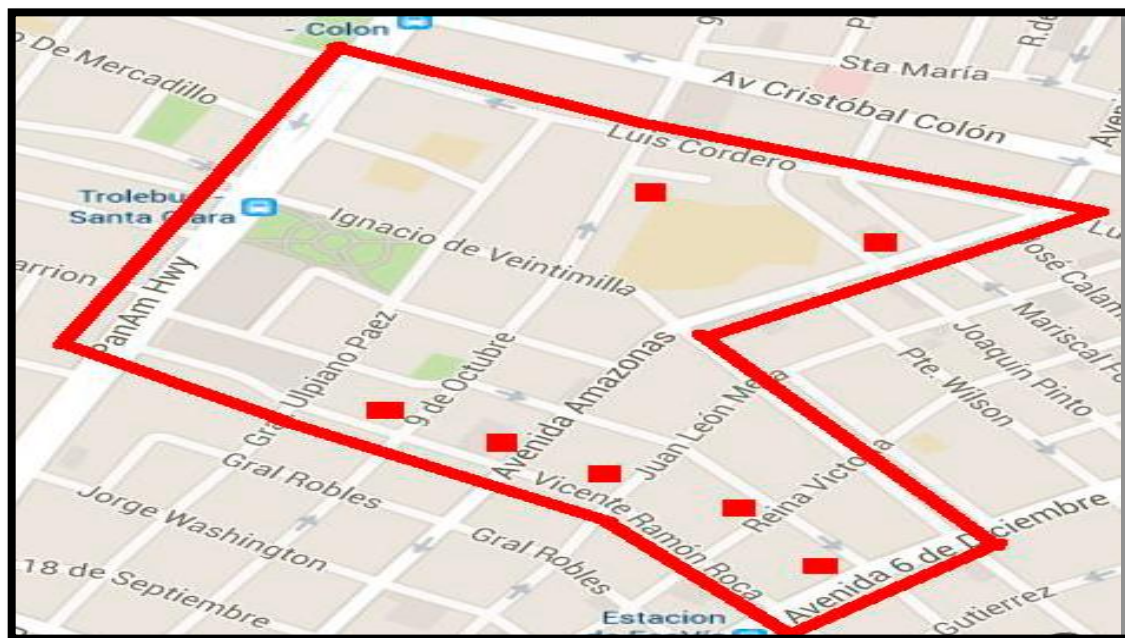 - Colon
De Mercadillo
Sta María
Av Cristóbal Colón
Luis Cordero
Trolebu
Santa Clara
Ignacio de Veintimilla
José Calam
arrion
PanAm Hwy
Mariscal
Joaquín Pinto
Pte. Wilson
Ulpiano Paez
9 de Octubre
Avenida Amazonas
Juan León Mera
Reina Victoria
Gral Robles
Vicente Ramón Roca
Jorge Washington
Gral Robles
Avenida 6 de Diciembre
18 de Septiembre
Estacion
Gutierrez